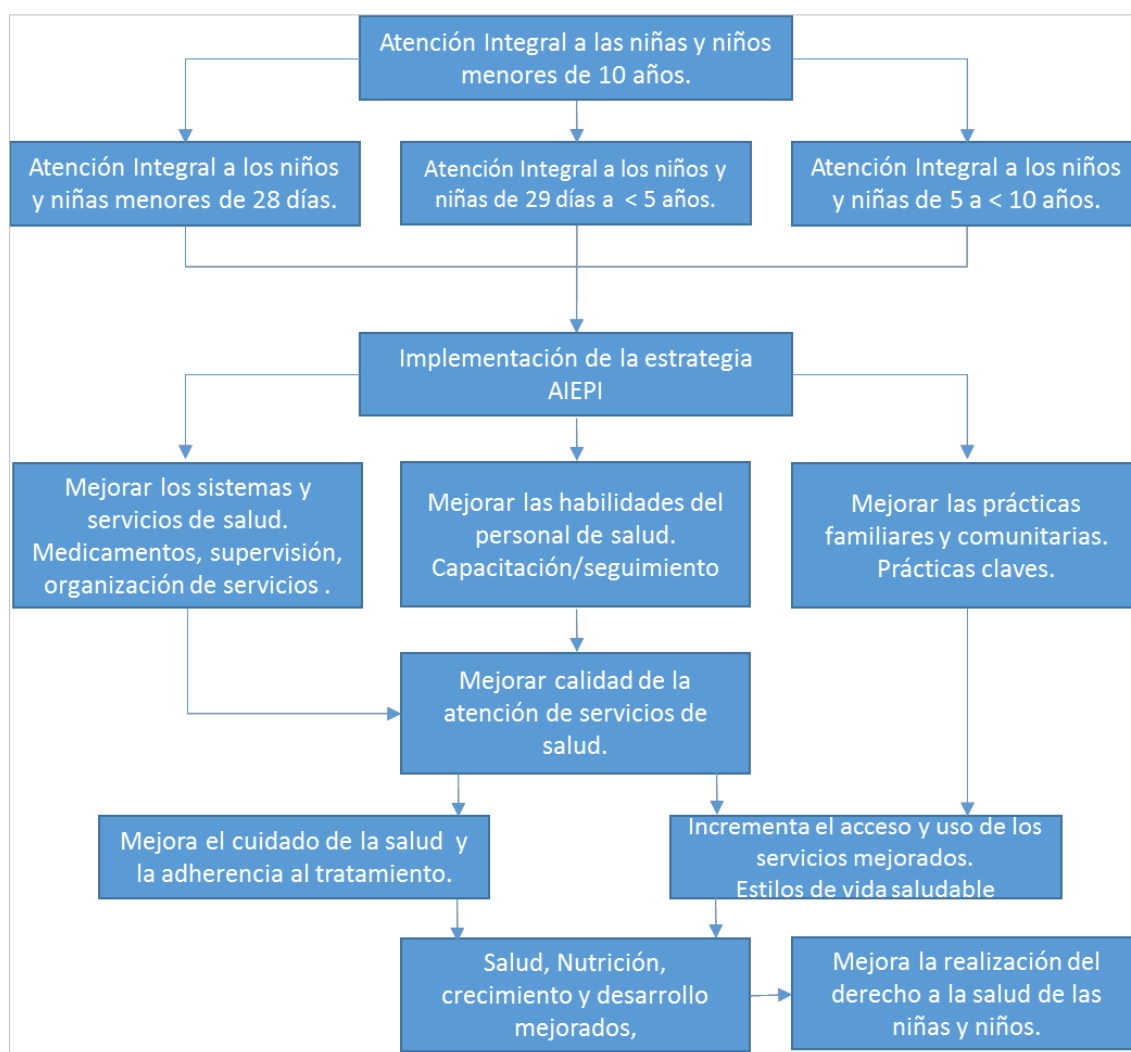 Atención Integral a las niñas y niños
menores de 10 años.
Atención Integral a los niños
y niñas menores de 28 días.
Atención Integral a los niños y
niñas de 29 días a < 5 años.
Atención Integral a los niños
y niñas de 5 a < 10 años.
Implementación de la estrategia
AIEPI
Mejorar los sistemas y
servicios de salud.
Medicamentos, supervisión,
organización de servicios .
Mejorar las habilidades del
personal de salud.
Capacitación/seguimiento
Mejorar las prácticas
familiares y comunitarias.
Prácticas claves.
Mejorar calidad de la
atención de servicios de
salud.
Mejora el cuidado de la salud y
la adherencia al tratamiento.
Incrementa el acceso y uso de los
servicios mejorados.
Estilos de vida saludable
Salud, Nutrición,
crecimiento y desarrollo
mejorados,
Mejora la realización del
derecho a la salud de las
niñas y niños.